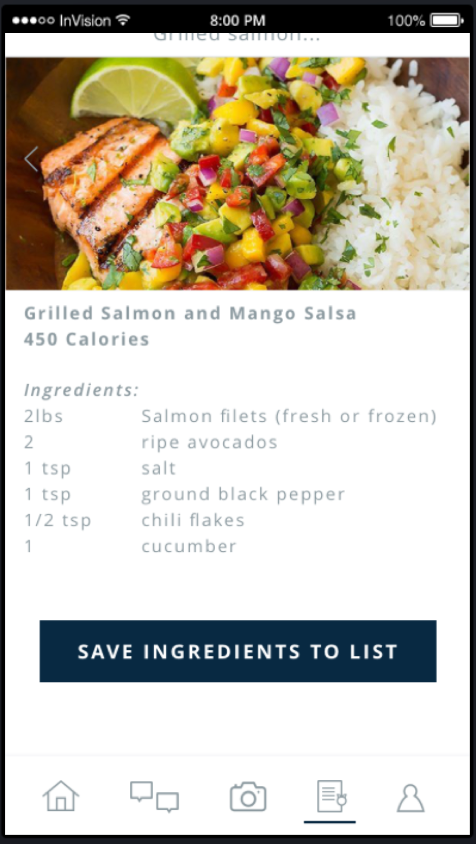 InVision 8:00 PM 100%
Grilled salmon...
Grilled Salmon and Mango Salsa
450 Calories
Ingredients:
2lbs Salmon filets (fresh or frozen)
2 ripe avocados
1 tsp salt
1 tsp ground black pepper
1/2 tsp chili flakes
1 cucumber
SAVE INGREDIENTS TO LIST